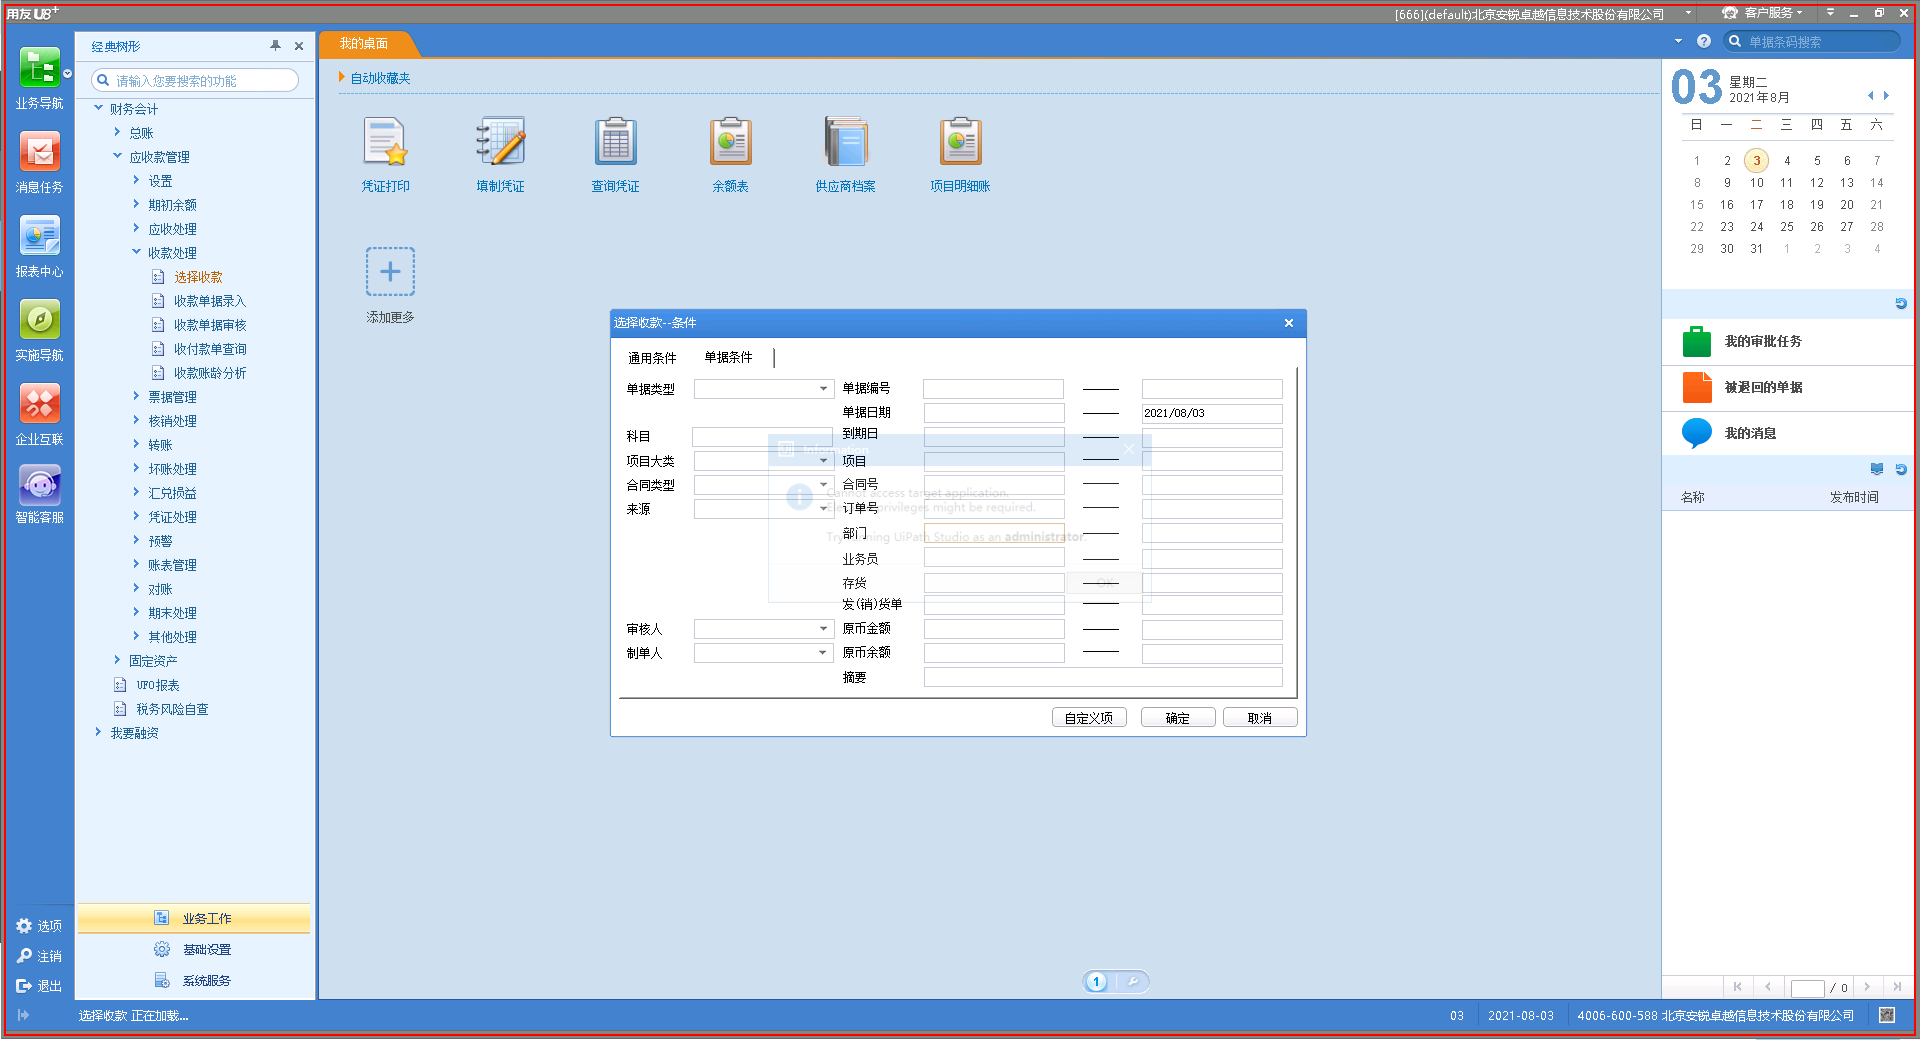 用友U8+
[666](default)北京安锐卓越信息技术股份有限公司
客户服务
经典树形
我的桌面
单据条码搜索
请输入您要搜索的功能
自动收藏夹
业务导航
消息任务
报表中心
实施导航
企业互联
智能客服
选项
注销
退出
财务会计
总账
应收款管理
设置
期初余额
应收处理
收款处理
选择收款
收款单据录入
收款单据审核
收付款单查询
收款账龄分析
票据管理
核销处理
转账
坏账处理
汇兑损益
凭证处理
预警
账表管理
对账
期末处理
其他处理
固定资产
UFO报表
税务风险自查
我要融资
业务工作
基础设置
系统服务
凭证打印
填制凭证
查询凭证
余额表
供应商档案
项目明细账
添加更多
选择收款--条件
通用条件 单据条件
单据类型 单据编号
单据日期 2021/08/03
科目 到期日
项目大类 项目
合同类型 合同号
来源 订单号
部门
业务员
存货
发(销)货单
审核人 原币金额
制单人 原币余额
摘要
自定义项 确定 取消
Cannot access target application.
privileges might be required.
UiPath Studio as an administrator.
OK
1
03
星期二
2021年8月
日 一 二 三 四 五 六
1 2 3 4 5 6 7
8 9 10 11 12 13 14
15 16 17 18 19 20 21
22 23 24 25 26 27 28
29 30 31 1 2 3 4
我的审批任务
被退回的单据
我的消息
名称 发布时间
/ 0
选择收款 正在加载...
03 2021-08-03 4006-600-588 北京安锐卓越信息技术股份有限公司